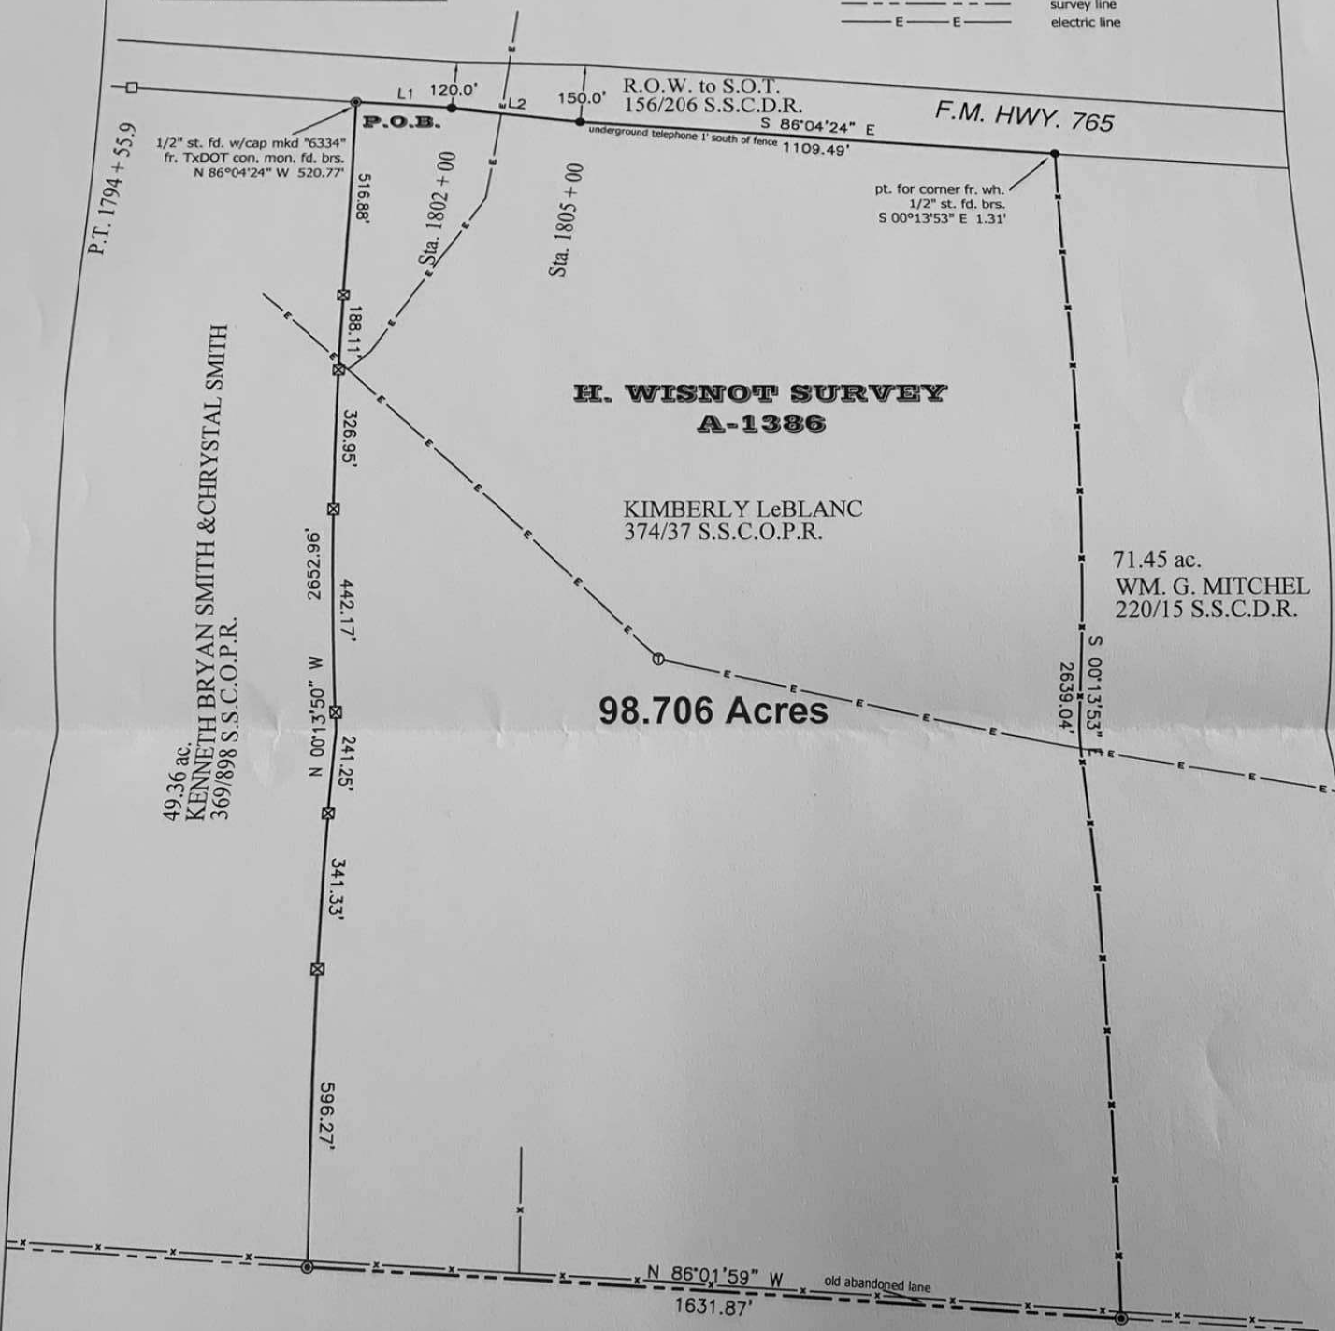 survey line
E E electric line
L1 120.0'
L2
150.0'
R.O.W. to S.O.T.
156/206 S.S.C.D.R.
F.M. HWY. 765
P.O.B.
S 86°04'24" E
underground telephone 1' south of fence 1109.49'
1/2" st. fd. w/cap mkd "6334"
fr. TxDOT con. mon. fd. brs.
N 86°04'24" W 520.77'
P.T. 1794 + 55.9
516.88'
Sta. 1802 + 00
Sta. 1805 + 00
pt. for corner fr. wh.
1/2" st. fd. brs.
S 00°13'53" E 1.31'
188.11'
H. WISNOT SURVEY
A-1386
326.95'
KIMBERLY LeBLANC
374/37 S.S.C.O.P.R.
49.36 ac.
KENNETH BRYAN SMITH &CHRYSTAL SMITH
369/898 S.S.C.O.P.R.
N 00°13'50" W 2652.96'
442.17'
71.45 ac.
WM. G. MITCHEL
220/15 S.S.C.D.R.
S 00°13'53" E
2639.04'
98.706 Acres
241.25'
341.33'
596.27'
N 86°01'59" W
1631.87'
old abandoned lane